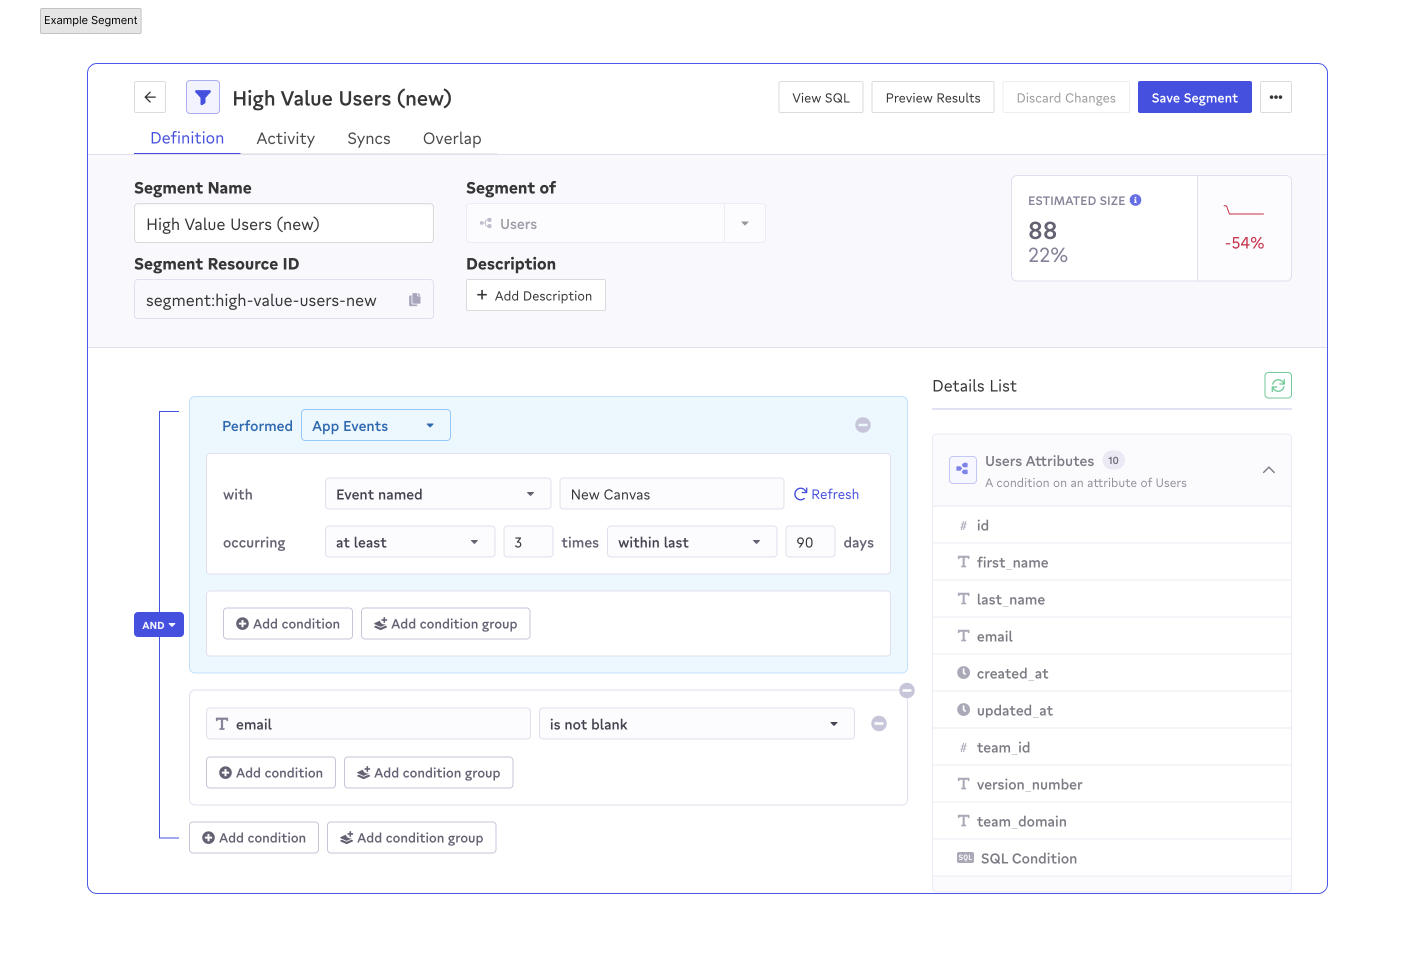 Example Segment
High Value Users (new)
View SQL
Preview Results
Discard Changes
Save Segment
Definition
Activity
Syncs
Overlap
Segment Name
High Value Users (new)
Segment of
Users
Segment Resource ID
segment:high-value-users-new
Description
+ Add Description
ESTIMATED SIZE
88
22%
-54%
Performed App Events
with Event named New Canvas Refresh
occurring at least 3 times within last 90 days
Add condition
Add condition group
AND
T email is not blank
Add condition
Add condition group
Add condition
Add condition group
Details List
Users Attributes 10
A condition on an attribute of Users
# id
T first_name
T last_name
T email
created_at
updated_at
# team_id
T version_number
T team_domain
SQL SQL Condition